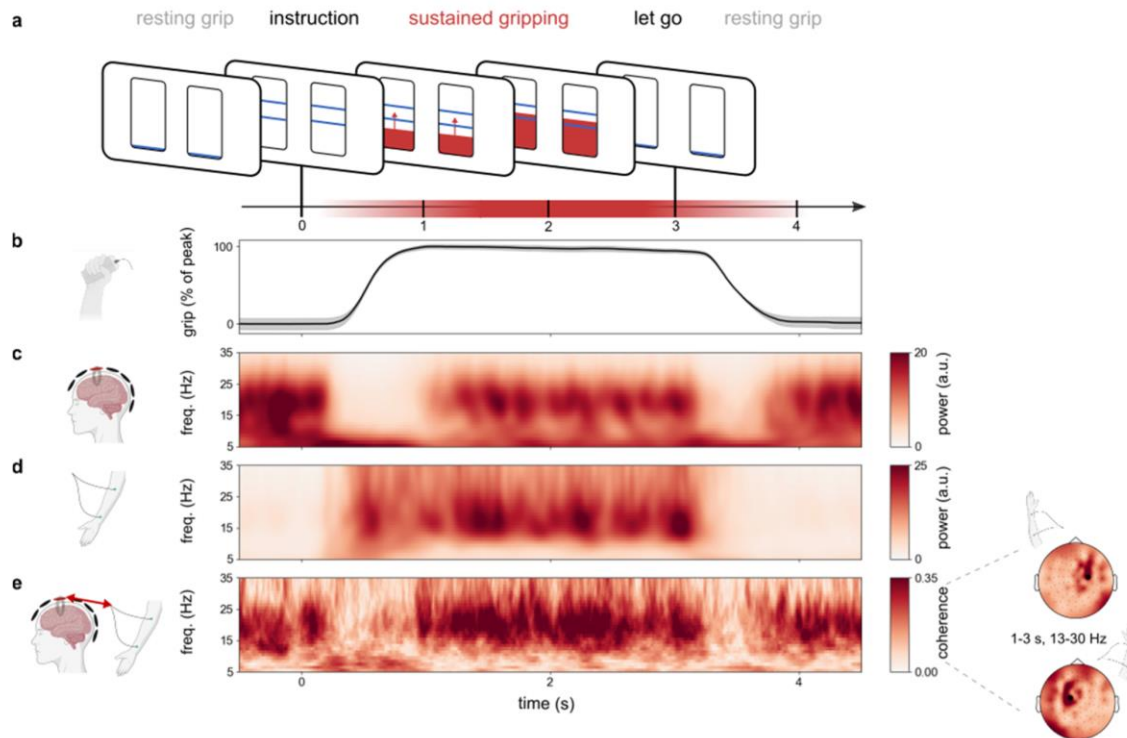 a
resting grip instruction sustained gripping let go resting grip
0 1 2 3 4
b
grip (% of peak)
100
0
c
freq. (Hz)
35
25
15
5
20
0
power (a.u.)
d
freq. (Hz)
35
25
15
5
25
0
power (a.u.)
e
freq. (Hz)
35
25
15
5
0.35
0.00
coherence
0 2 4
time (s)
1-3 s, 13-30 Hz